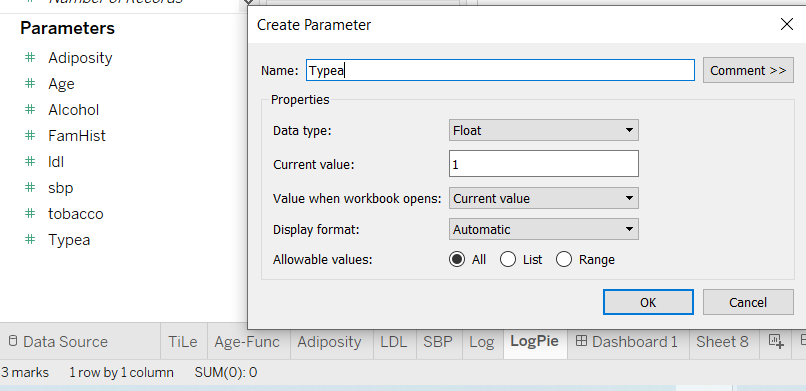 Number of Records
Parameters
Adiposity
Age
Alcohol
FamHist
ldl
sbp
tobacco
Typea
Create Parameter
Name: Typea Comment >>
Properties
Data type: Float
Current value: 1
Value when workbook opens: Current value
Display format: Automatic
Allowable values: All List Range
OK Cancel
Data Source TiLe Age-Func Adiposity LDL SBP Log LogPie Dashboard 1 Sheet 8
3 marks 1 row by 1 column SUM(0): 0